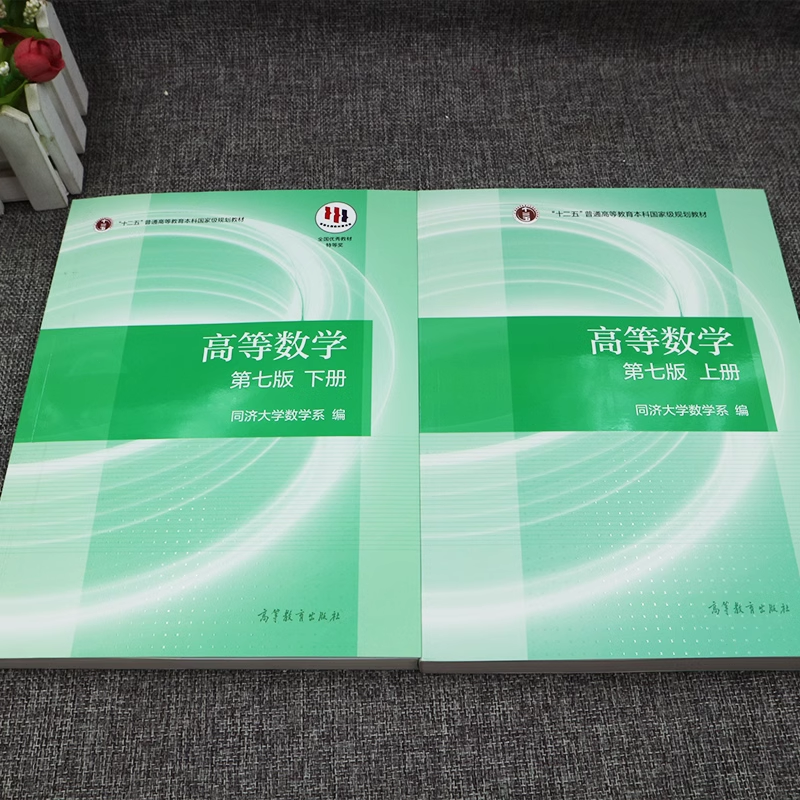 "十二五"普通高等教育本科国家级规划教材
全国优秀教材
特等奖
高等数学
第七版 下册
同济大学数学系 编
高等教育出版社
"十二五"普通高等教育本科国家级规划教材
高等数学
第七版 上册
同济大学数学系 编
高等教育出版社